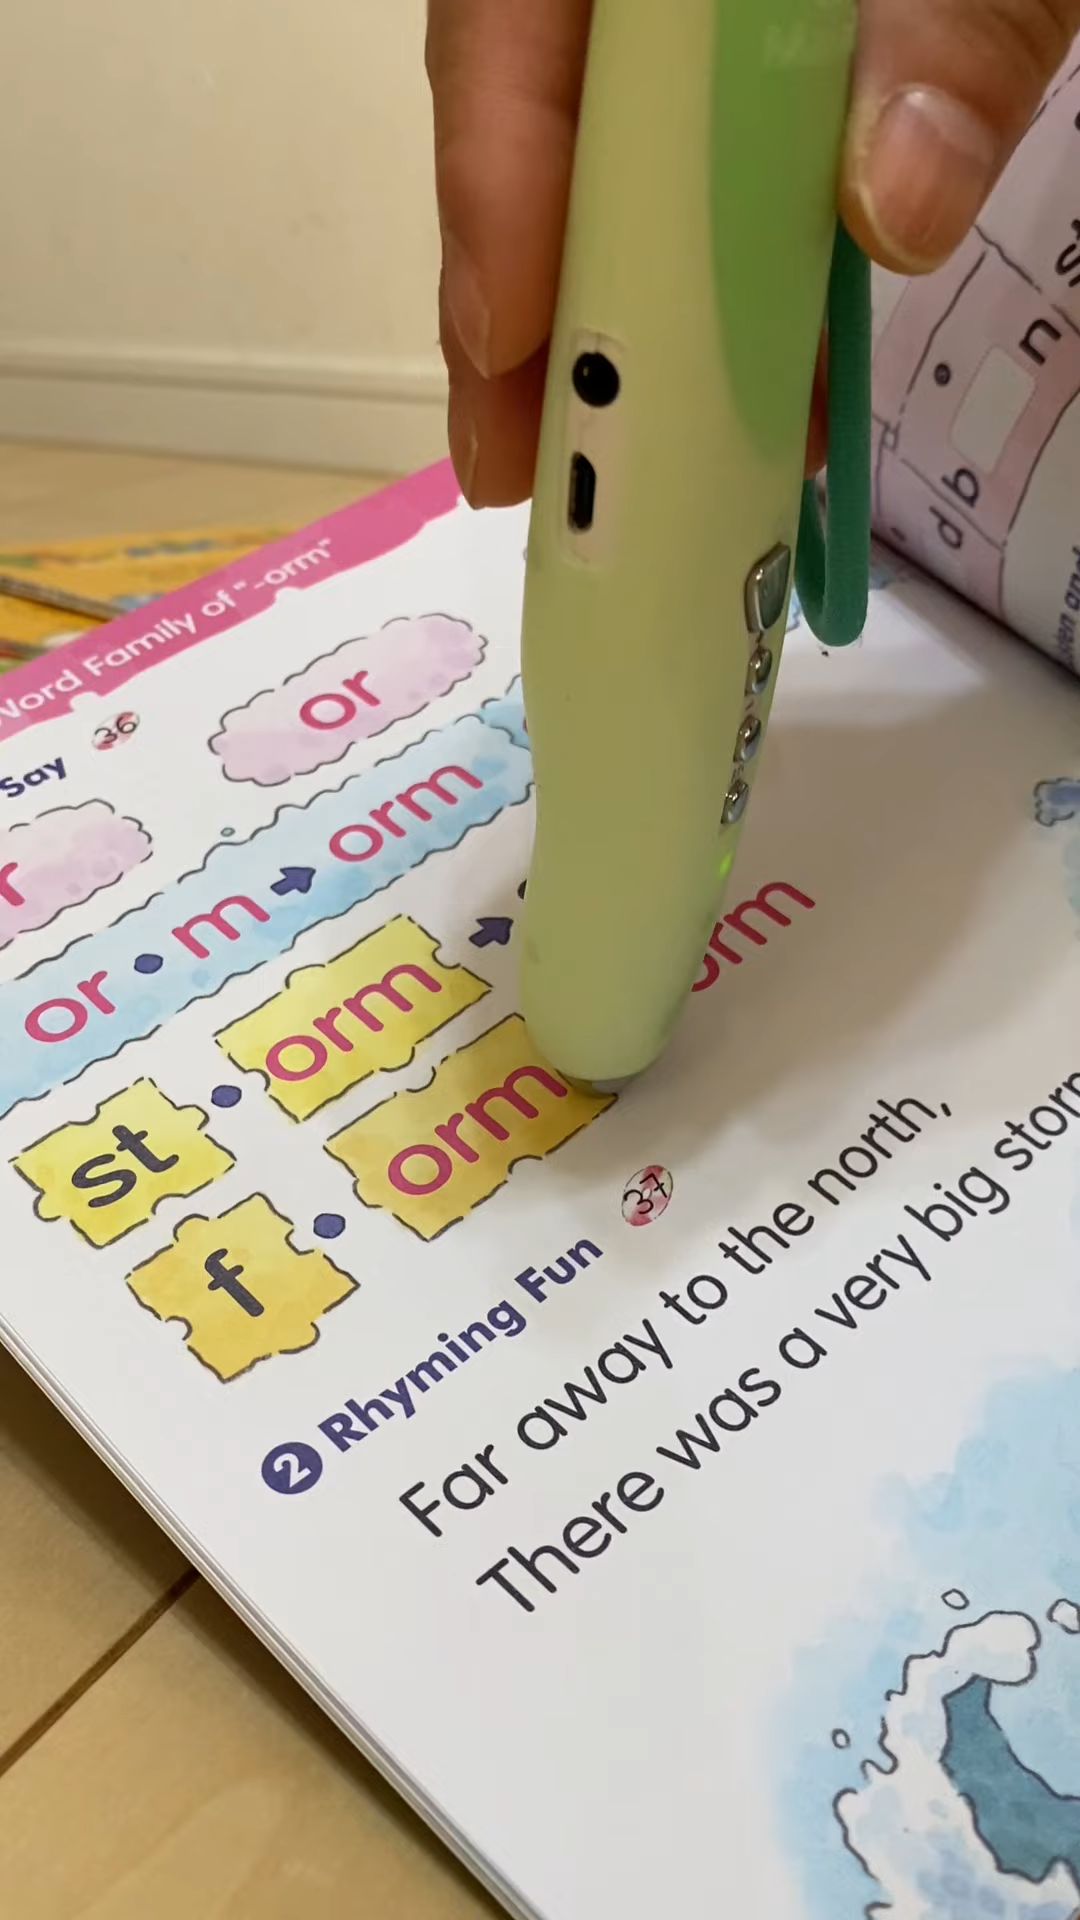 Word Family of "-orm"
Say 36
r or
or • m → orm
st • orm →
f • orm orm
37
2 Rhyming Fun
Far away to the north,
There was a very big storm
n
b
d